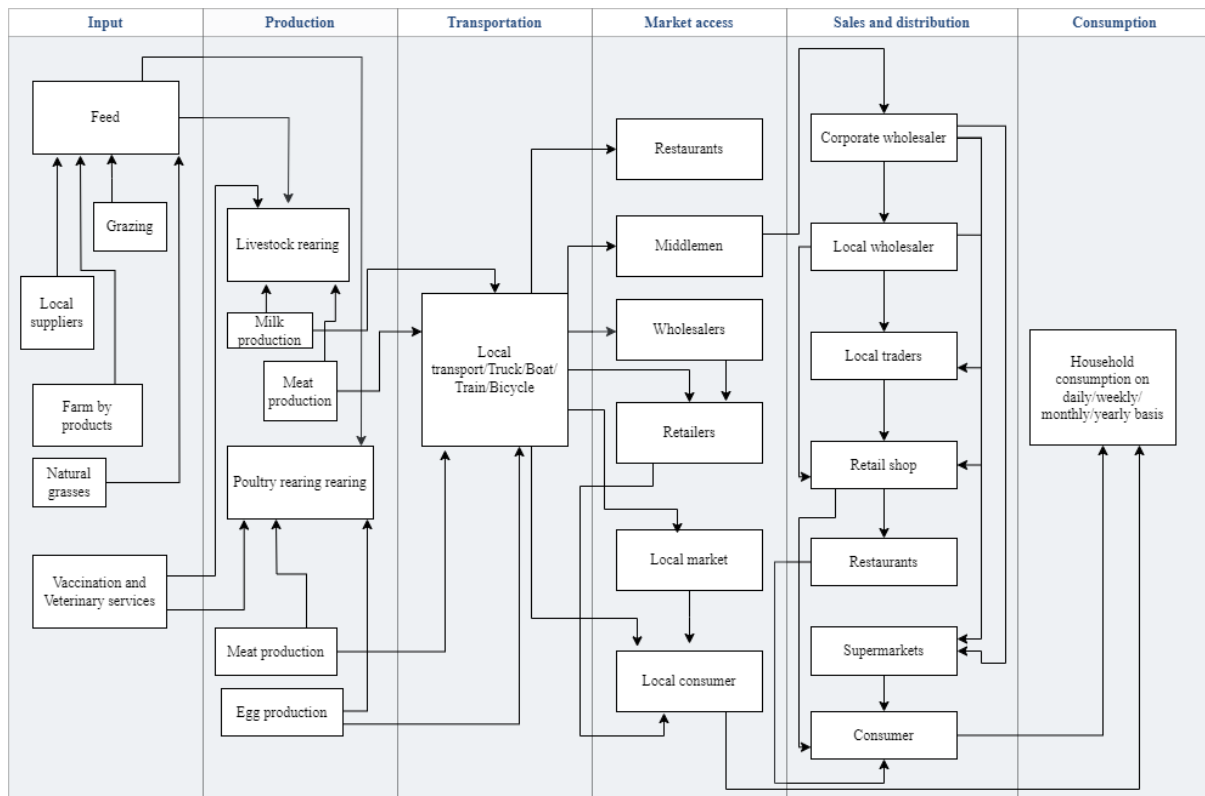 Input
Production
Transportation
Market access
Sales and distribution
Consumption
Feed
Grazing
Local
suppliers
Farm by
products
Natural
grasses
Vaccination and
Veterinary services
Livestock rearing
Milk
production
Meat
production
Poultry rearing rearing
Meat production
Egg production
Local
transport/Truck/Boat/
Train/Bicycle
Restaurants
Middlemen
Wholesalers
Retailers
Local market
Local consumer
Corporate wholesaler
Local wholesaler
Local traders
Retail shop
Restaurants
Supermarkets
Consumer
Household
consumption on
daily/weekly/
monthly/yearly basis